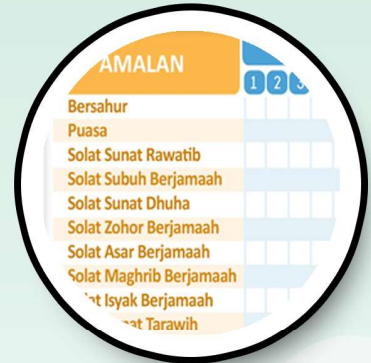 AMALAN
1 2 3
Bersahur
Puasa
Solat Sunat Rawatib
Solat Subuh Berjamaah
Solat Sunat Dhuha
Solat Zohor Berjamaah
Solat Asar Berjamaah
Solat Maghrib Berjamaah
Isyak Berjamaah
Tarawih